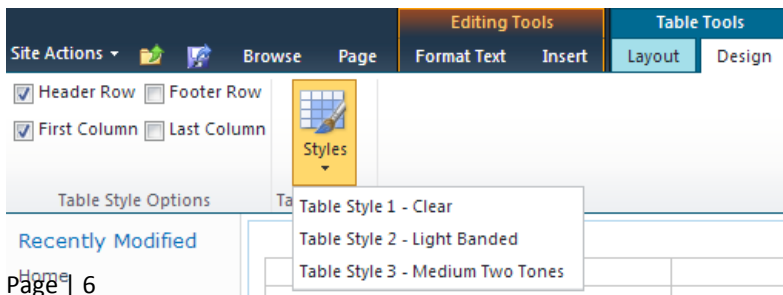 Editing Tools Table Tools
Site Actions Browse Page Format Text Insert Layout Design
Header Row Footer Row
First Column Last Column
Styles
Table Style Options Ta
Table Style 1 - Clear
Recently Modified
Table Style 2 - Light Banded
Home
Table Style 3 - Medium Two Tones
Page | 6